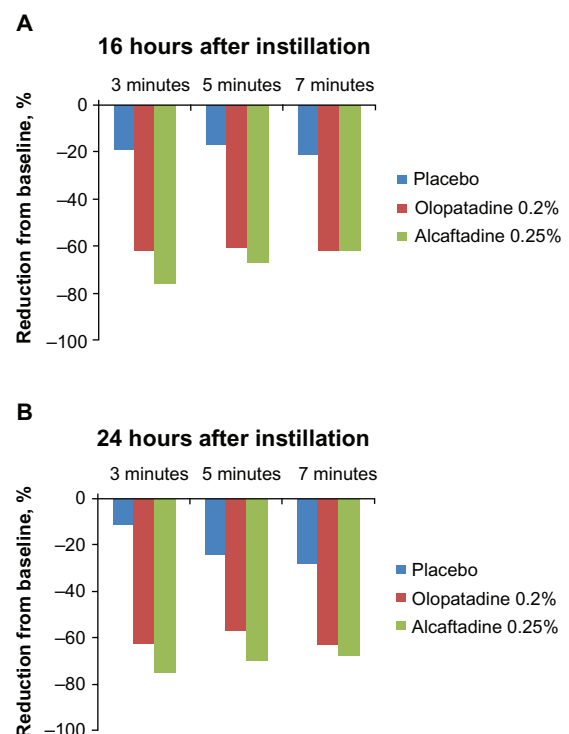 A
16 hours after instillation
3 minutes 5 minutes 7 minutes
Reduction from baseline, %
0
–20
–40
–60
–80
–100
Placebo
Olopatadine 0.2%
Alcaftadine 0.25%
B
24 hours after instillation
3 minutes 5 minutes 7 minutes
Reduction from baseline, %
0
–20
–40
–60
–80
–100
Placebo
Olopatadine 0.2%
Alcaftadine 0.25%